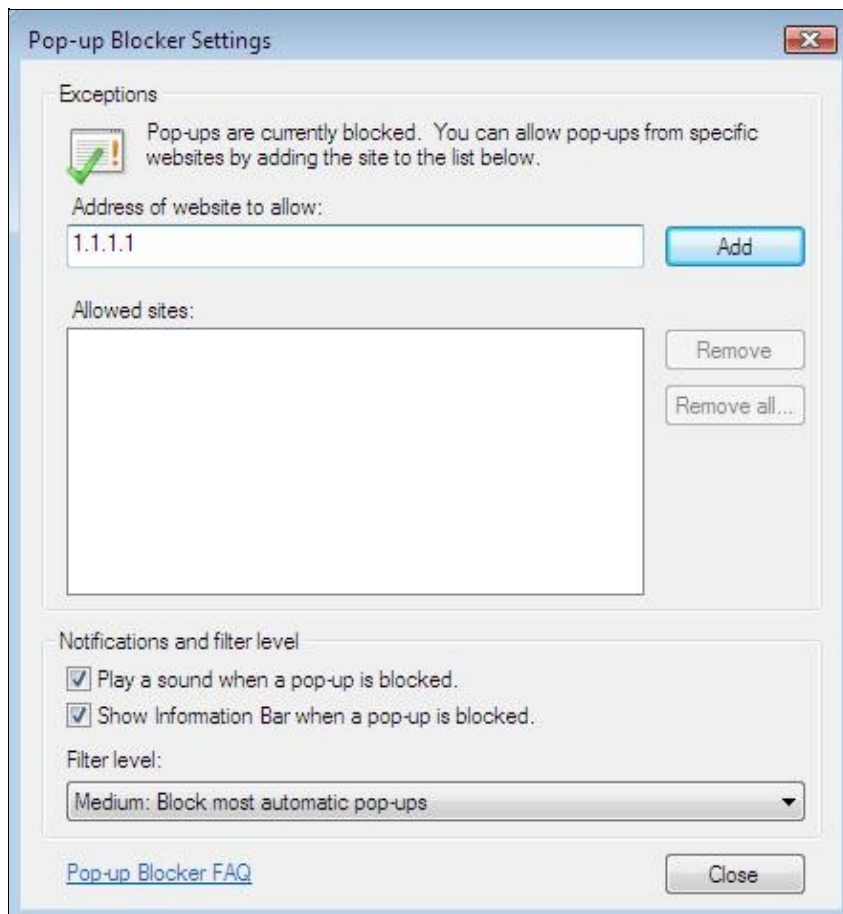 Pop-up Blocker Settings
Exceptions
Pop-ups are currently blocked.  You can allow pop-ups from specific
websites by adding the site to the list below.
Address of website to allow:
1.1.1.1
Add
Allowed sites:
Remove
Remove all...
Notifications and filter level
Play a sound when a pop-up is blocked.
Show Information Bar when a pop-up is blocked.
Filter level:
Medium: Block most automatic pop-ups
Pop-up Blocker FAQ
Close